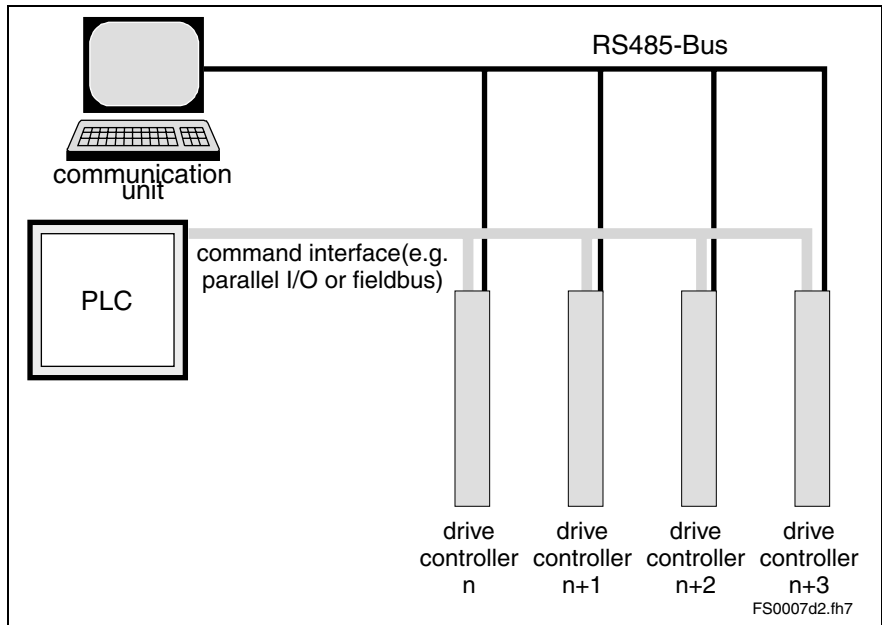 RS485-Bus
communication
unit
command interface(e.g.
parallel I/O or fieldbus)
PLC
drive
controller
n
drive
controller
n+1
drive
controller
n+2
drive
controller
n+3
FS0007d2.fh7